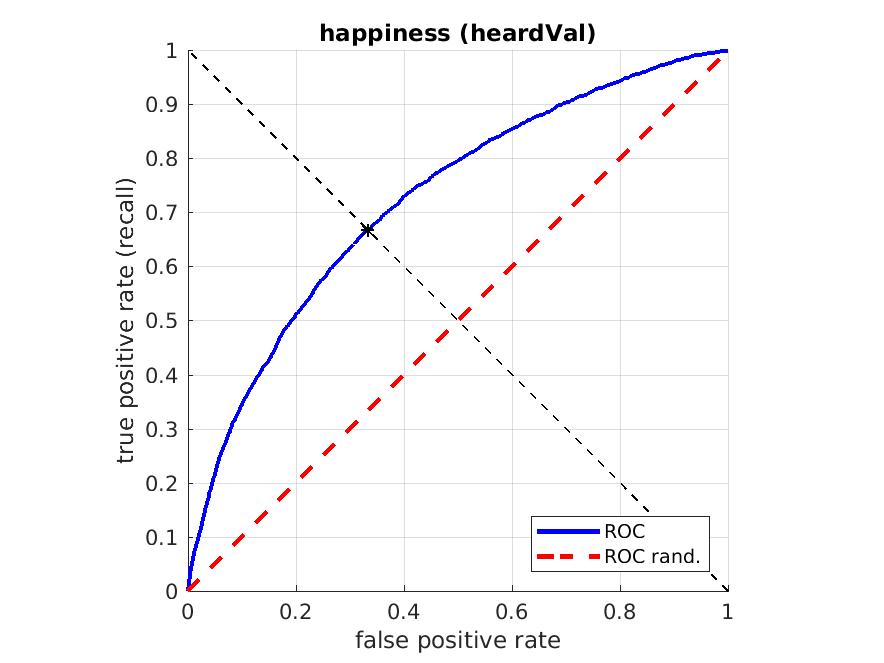 happiness (heardVal)
1
0.9
0.8
0.7
0.6
0.5
0.4
0.3
0.2
0.1
0
true positive rate (recall)
ROC
ROC rand.
0 0.2 0.4 0.6 0.8 1
false positive rate